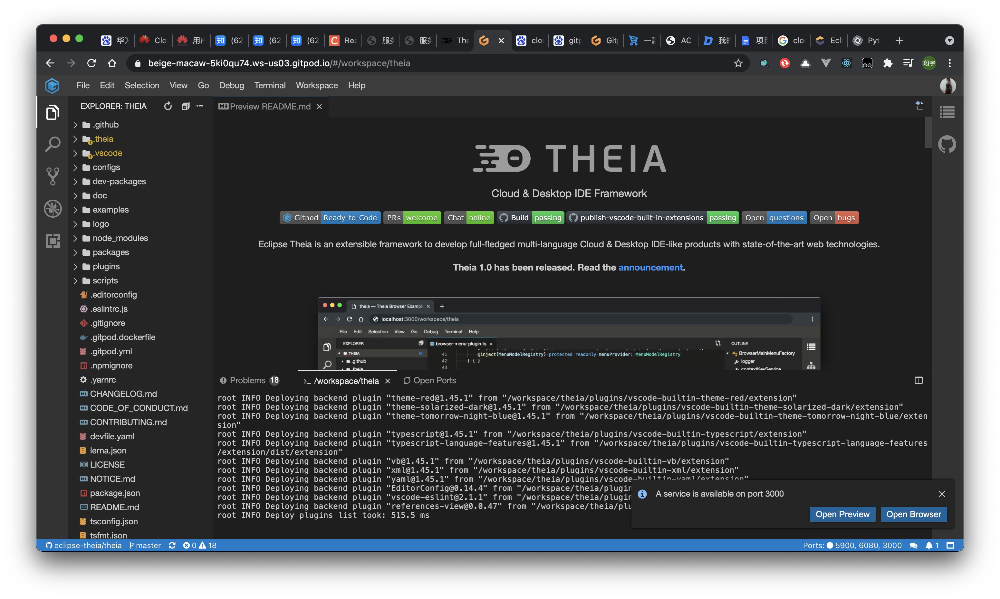 华为
Clo
用户
知 (62
知 (62
知 (62
C Rea
服务
服务
The
clo
gitp
Git
一款
AC
我的
项目
clo
Ecli
Pyt
beige-macaw-5ki0qu74.ws-us03.gitpod.io/#/workspace/theia
翔宇
File Edit Selection View Go Debug Terminal Workspace Help
EXPLORER: THEIA
.github
.theia
.vscode
configs
dev-packages
doc
examples
logo
node_modules
packages
plugins
scripts
.editorconfig
.eslintrc.js
.gitignore
.gitpod.dockerfile
.gitpod.yml
.npmignore
.yarnrc
CHANGELOG.md
CODE_OF_CONDUCT.md
CONTRIBUTING.md
devfile.yaml
lerna.json
LICENSE
NOTICE.md
package.json
README.md
tsconfig.json
tsfmt.json
Preview README.md
THEIA
Cloud & Desktop IDE Framework
Gitpod Ready-to-Code PRs welcome Chat online Build passing publish-vscode-built-in-extensions passing Open questions Open bugs
Eclipse Theia is an extensible framework to develop full-fledged multi-language Cloud & Desktop IDE-like products with state-of-the-art web technologies.
Theia 1.0 has been released. Read the announcement.
theia — Theia Browser Exampl
localhost:3000/workspace/theia
File Edit Selection View Go Debug Terminal Help
EXPLORER
THEIA M
.github
theia
browser-menu-plugin.ts
41 @inject(MenuModelRegistry) protected readonly menuProvider: MenuModelRegistry
42 ) { }
43
OUTLINE
BrowserMainMenuFactory
logger
contextKeyService
Problems 18 >_ /workspace/theia Open Ports
root INFO Deploying backend plugin "theme-red@1.45.1" from "/workspace/theia/plugins/vscode-builtin-theme-red/extension"
root INFO Deploying backend plugin "theme-solarized-dark@1.45.1" from "/workspace/theia/plugins/vscode-builtin-theme-solarized-dark/extension"
root INFO Deploying backend plugin "theme-tomorrow-night-blue@1.45.1" from "/workspace/theia/plugins/vscode-builtin-theme-tomorrow-night-blue/exten
sion"
root INFO Deploying backend plugin "typescript@1.45.1" from "/workspace/theia/plugins/vscode-builtin-typescript/extension"
root INFO Deploying backend plugin "typescript-language-features@1.45.1" from "/workspace/theia/plugins/vscode-builtin-typescript-language-features
/extension/dist/extension"
root INFO Deploying backend plugin "vb@1.45.1" from "/workspace/theia/plugins/vscode-builtin-vb/extension"
root INFO Deploying backend plugin "xml@1.45.1" from "/workspace/theia/plugins/vscode-builtin-xml/extension"
root INFO Deploying backend plugin "yaml@1.45.1" from "/workspace/theia/plugins/vscode-builtin-yaml/extension"
root INFO Deploying backend plugin "EditorConfig@0.14.4" from "/workspace/theia/plugin
root INFO Deploying backend plugin "vscode-eslint@2.1.1" from "/workspace/theia/plugin
root INFO Deploying backend plugin "references-view@0.0.47" from "/workspace/theia/plu
root INFO Deploy plugins list took: 515.5 ms
A service is available on port 3000
Open Preview Open Browser
eclipse-theia/theia master 0 18
Ports: 5900, 6080, 3000 1